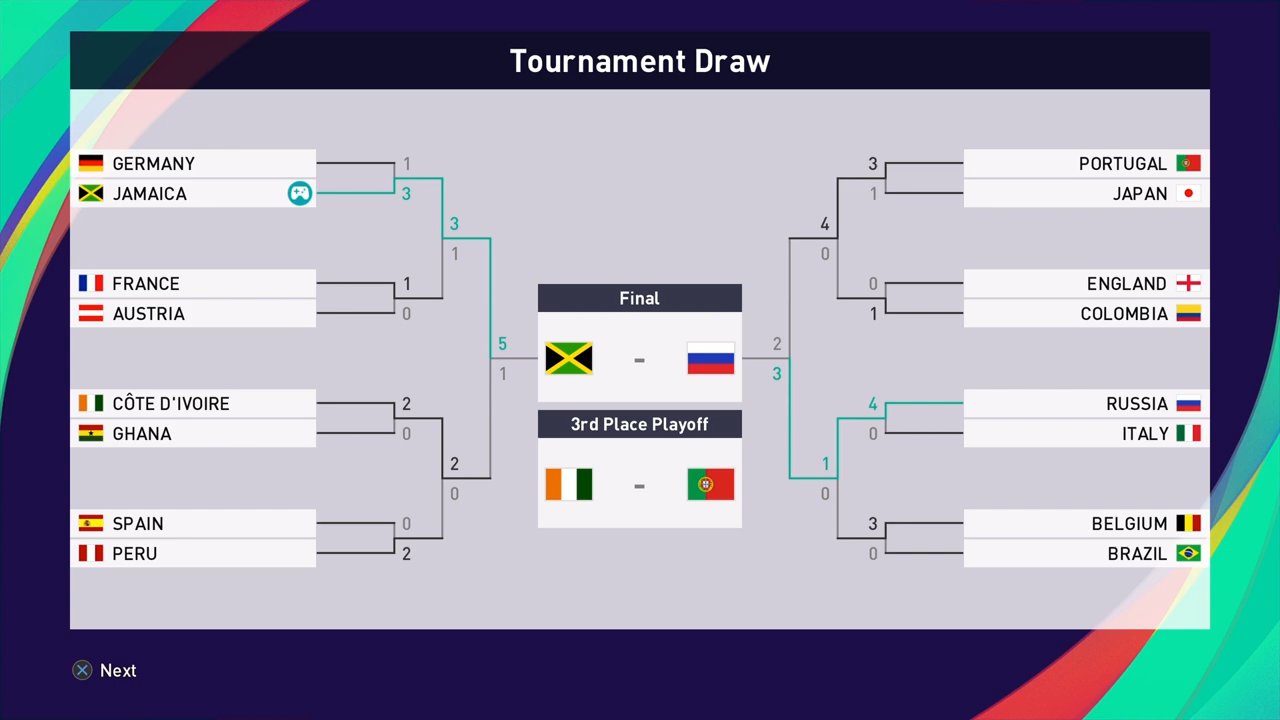 Tournament Draw
GERMANY 1
JAMAICA 3
3
1
FRANCE 1
AUSTRIA 0
5
1
CÔTE D'IVOIRE 2
GHANA 0
2
0
SPAIN 0
PERU 2
Final
-
3rd Place Playoff
-
3 PORTUGAL
1 JAPAN
4
0
0 ENGLAND
1 COLOMBIA
2
3
4 RUSSIA
0 ITALY
1
0
3 BELGIUM
0 BRAZIL
Next